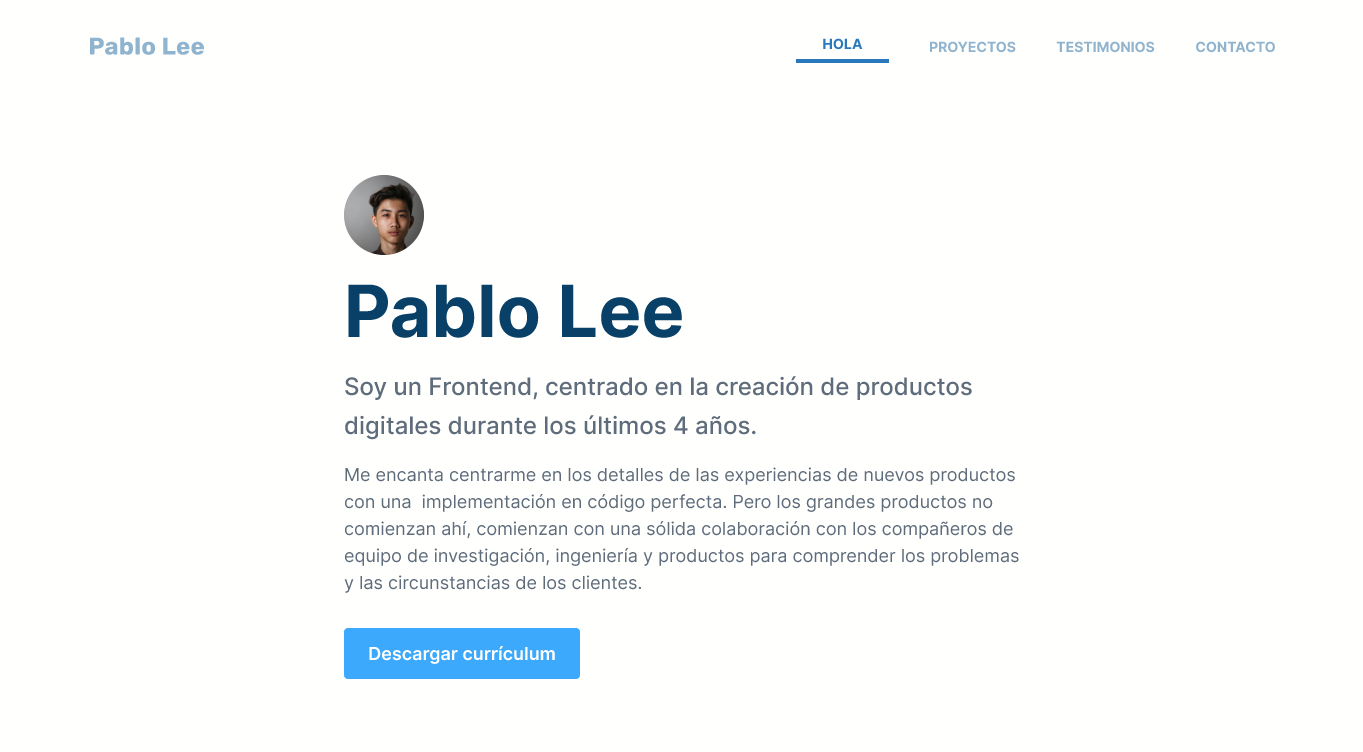 Pablo Lee
HOLA
PROYECTOS
TESTIMONIOS
CONTACTO
Pablo Lee
Soy un Frontend, centrado en la creación de productos
digitales durante los últimos 4 años.
Me encanta centrarme en los detalles de las experiencias de nuevos productos
con una  implementación en código perfecta. Pero los grandes productos no
comienzan ahí, comienzan con una sólida colaboración con los compañeros de
equipo de investigación, ingeniería y productos para comprender los problemas
y las circunstancias de los clientes.
Descargar currículum